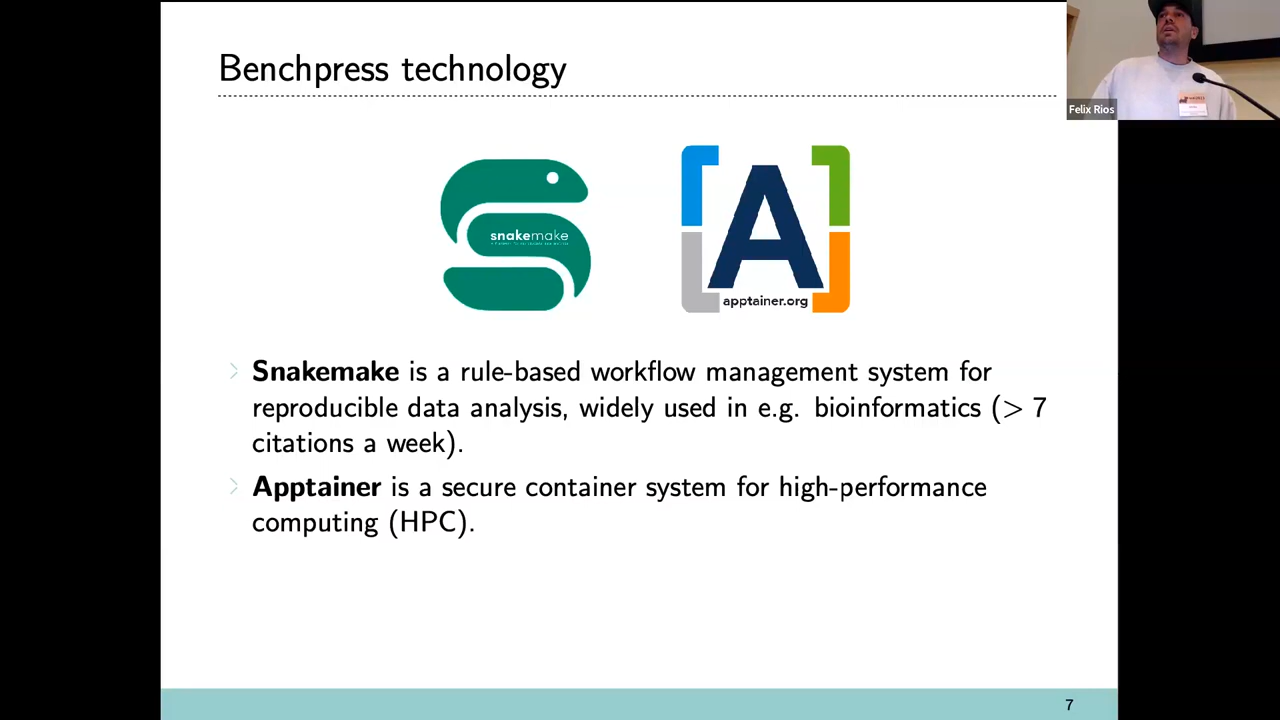 Benchpress technology
Felix Rios
snakemake
apptainer.org
Snakemake is a rule-based workflow management system for
reproducible data analysis, widely used in e.g. bioinformatics (> 7
citations a week).
Apptainer is a secure container system for high-performance
computing (HPC).
7